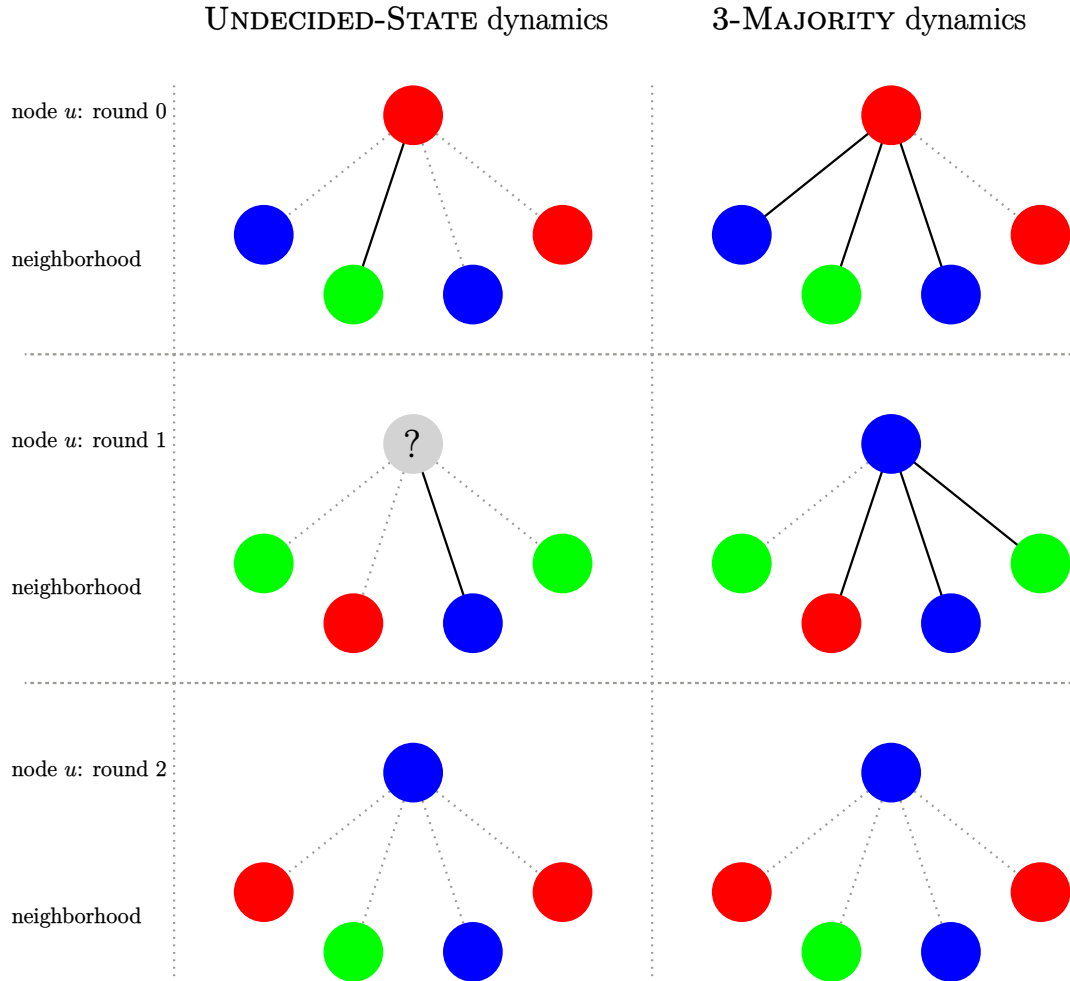 UNDECIDED-STATE dynamics 3-MAJORITY dynamics
node u: round 0
neighborhood
node u: round 1
?
neighborhood
node u: round 2
neighborhood